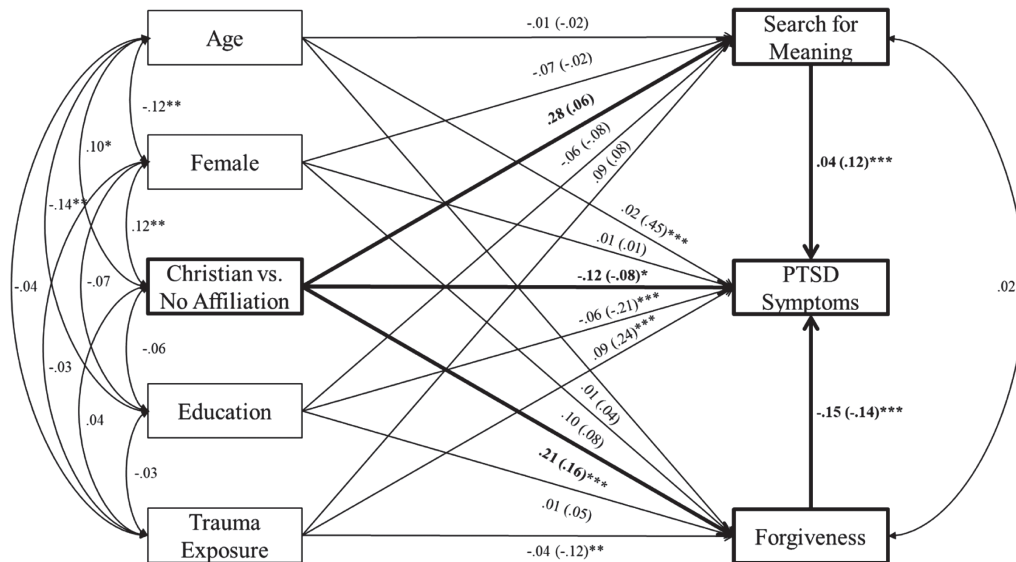 Age
Female
Christian vs.
No Affiliation
Education
Trauma
Exposure
Search for
Meaning
PTSD
Symptoms
Forgiveness
-.12**
.10*
-.14**
.12**
-.04
-.07
-.06
-.03
.04
-.03
-.01 (-.02)
-.07 (-.02)
.28 (.06)
-.06 (-.08)
.09 (.08)
.02 (.45)***
.01 (.01)
-.12 (-.08)*
-.06 (-.21)***
.09 (.24)***
.01 (.04)
.10 (.08)
.21 (.16)***
.01 (.05)
-.04 (-.12)**
.04 (.12)***
-.15 (-.14)***
.02